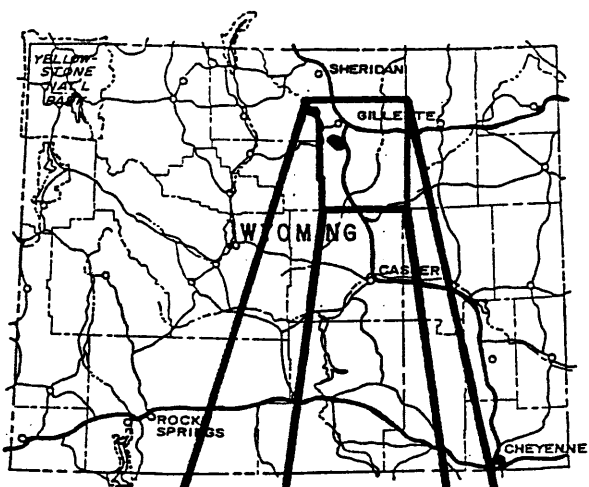 YELLOW-
STONE
NAT'L
PARK
SHERIDAN
GILLETTE
WYOMING
CASPER
ROCK
SPRINGS
CHEYENNE